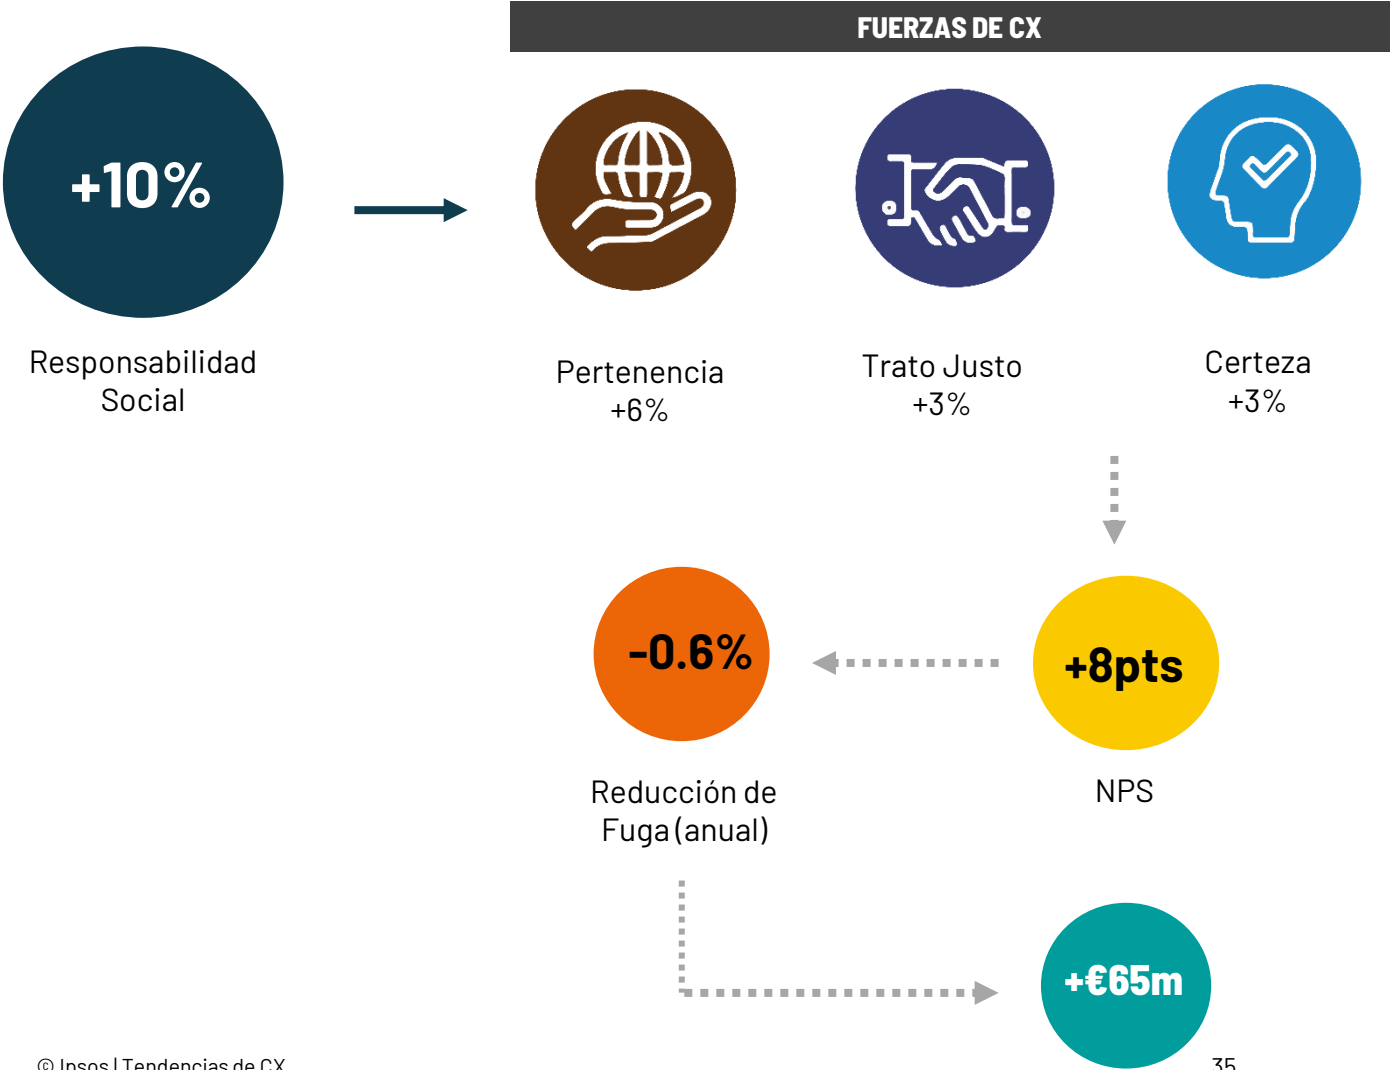 FUERZAS DE CX
+10%
Responsabilidad
Social
Pertenencia
+6%
Trato Justo
+3%
Certeza
+3%
-0.6%
Reducción de
Fuga (anual)
+8pts
NPS
+€65m
© Ipsos | Tendencias de CX
35